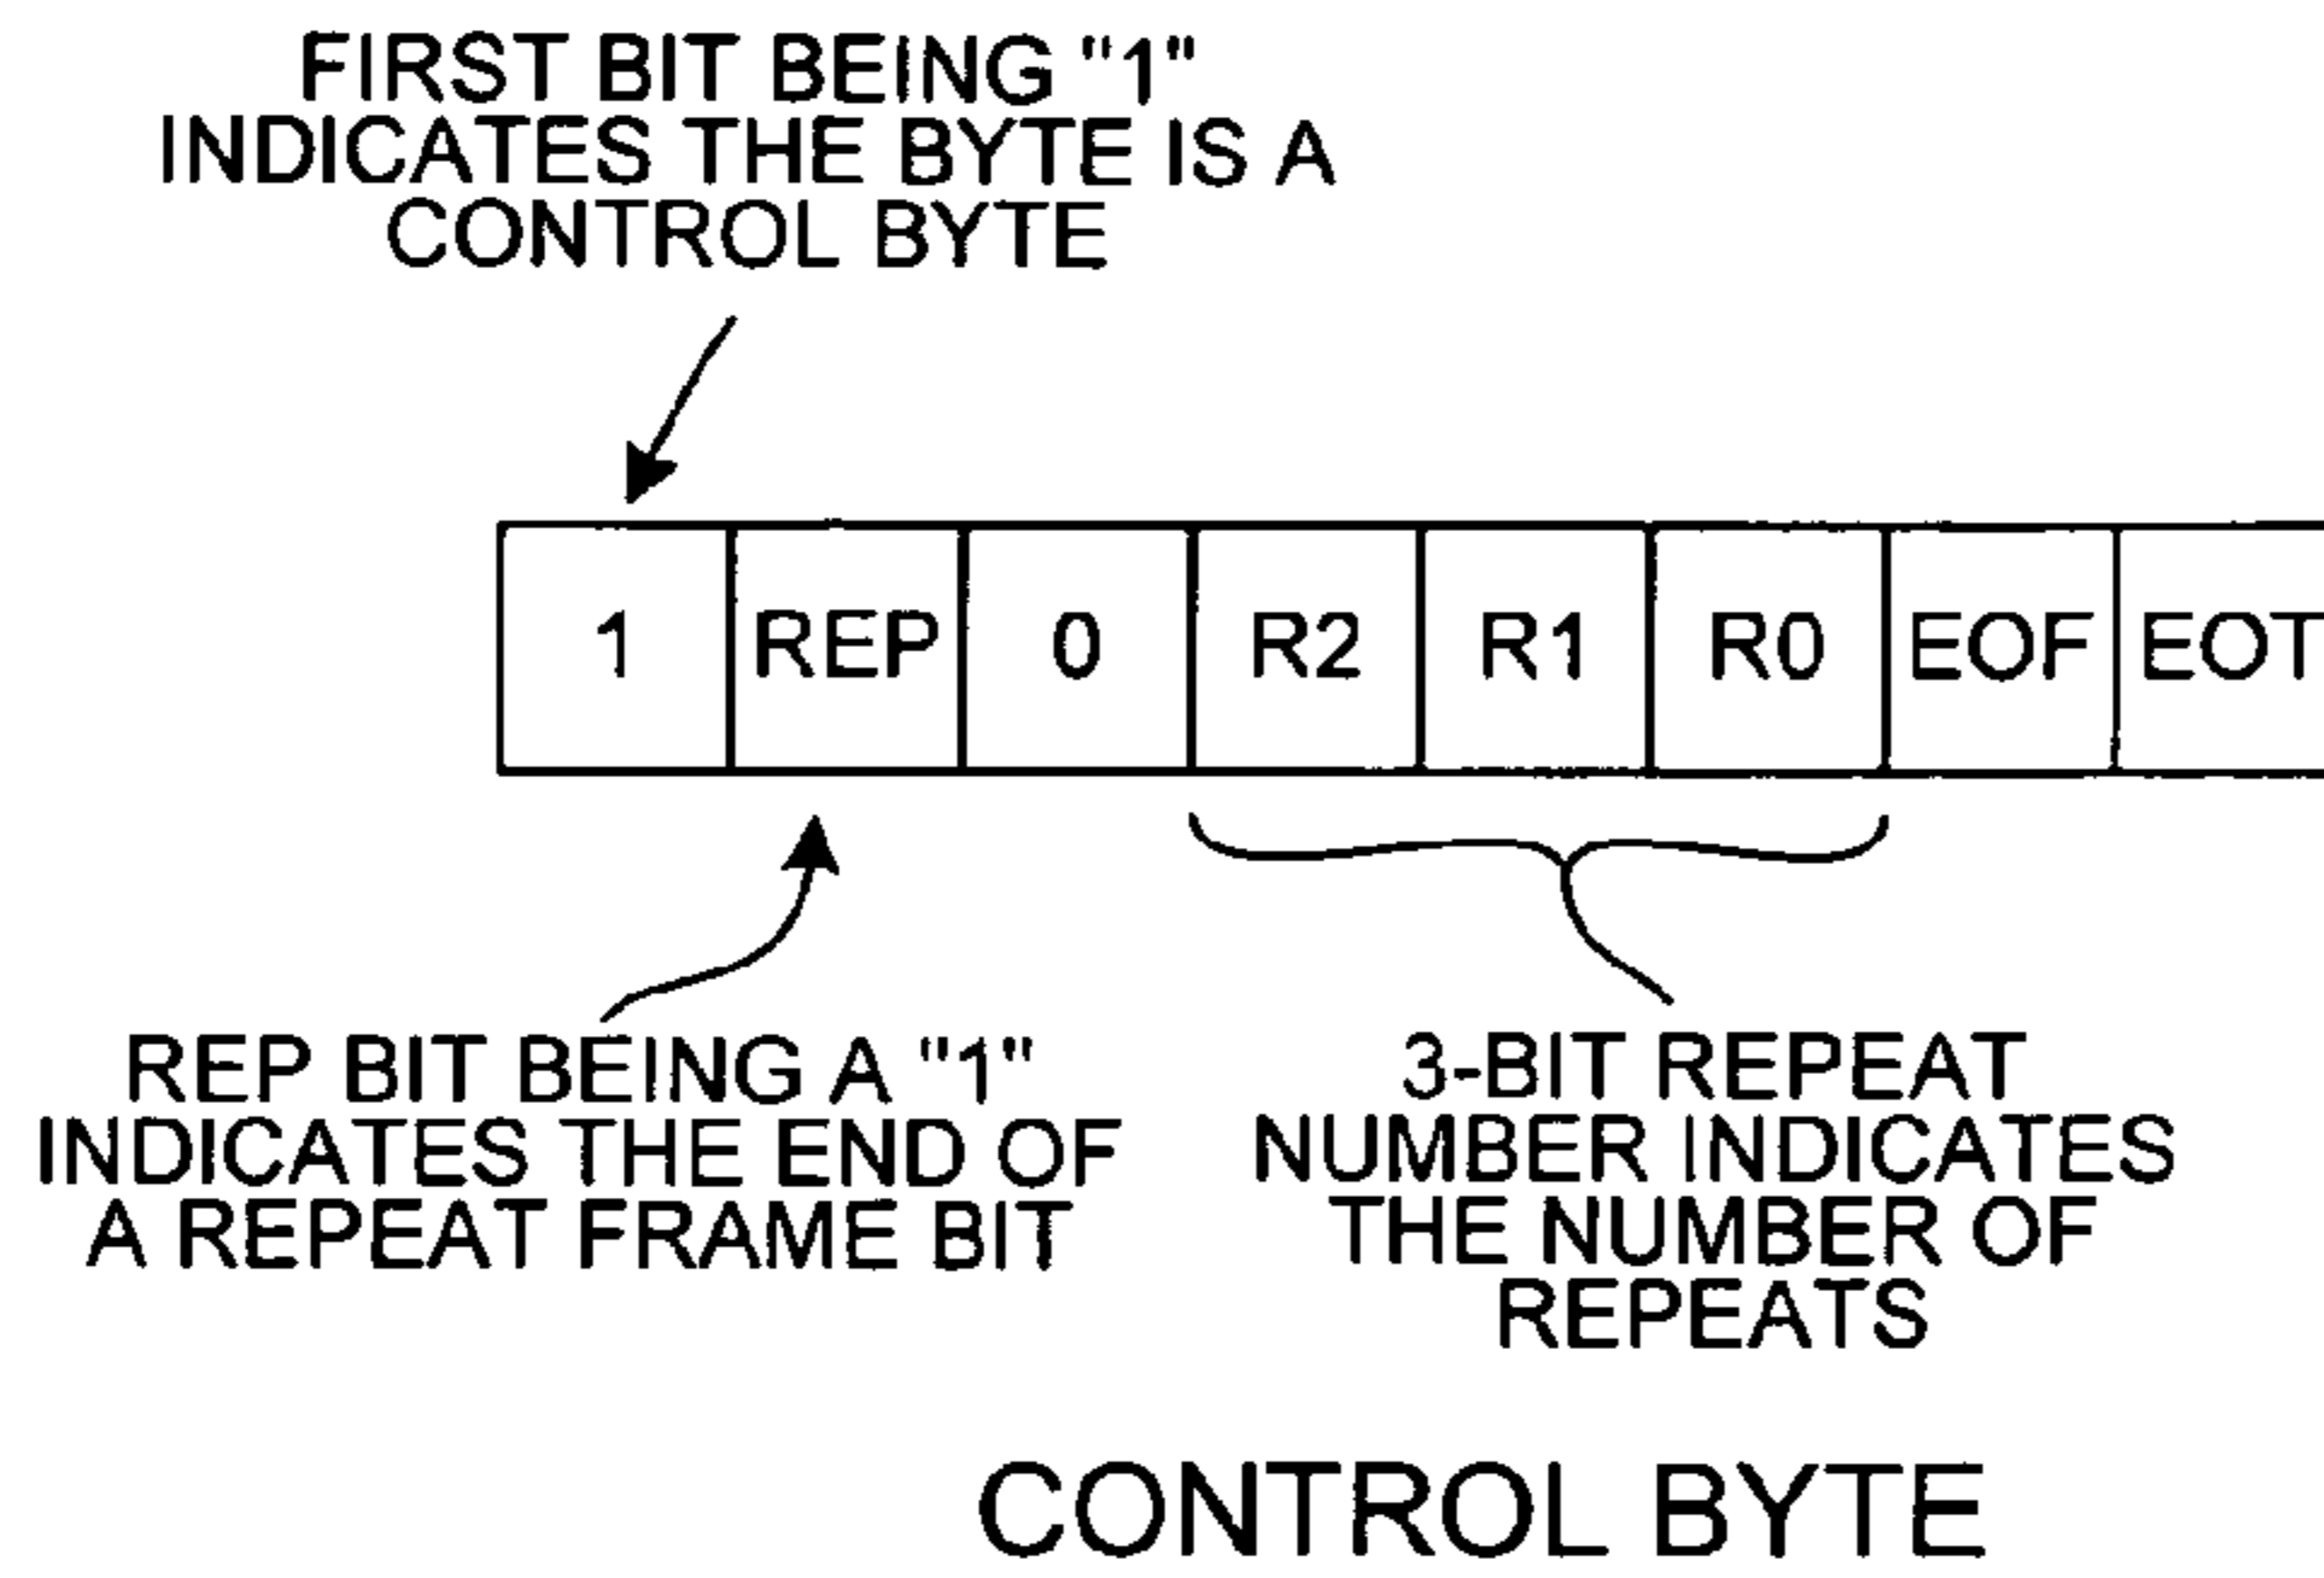 FIRST BIT BEING "1"
INDICATES THE BYTE IS A
CONTROL BYTE
1 REP 0 R2 R1 R0 EOF EOT
REP BIT BEING A "1"
INDICATES THE END OF
A REPEAT FRAME BIT
3-BIT REPEAT
NUMBER INDICATES
THE NUMBER OF
REPEATS
CONTROL BYTE